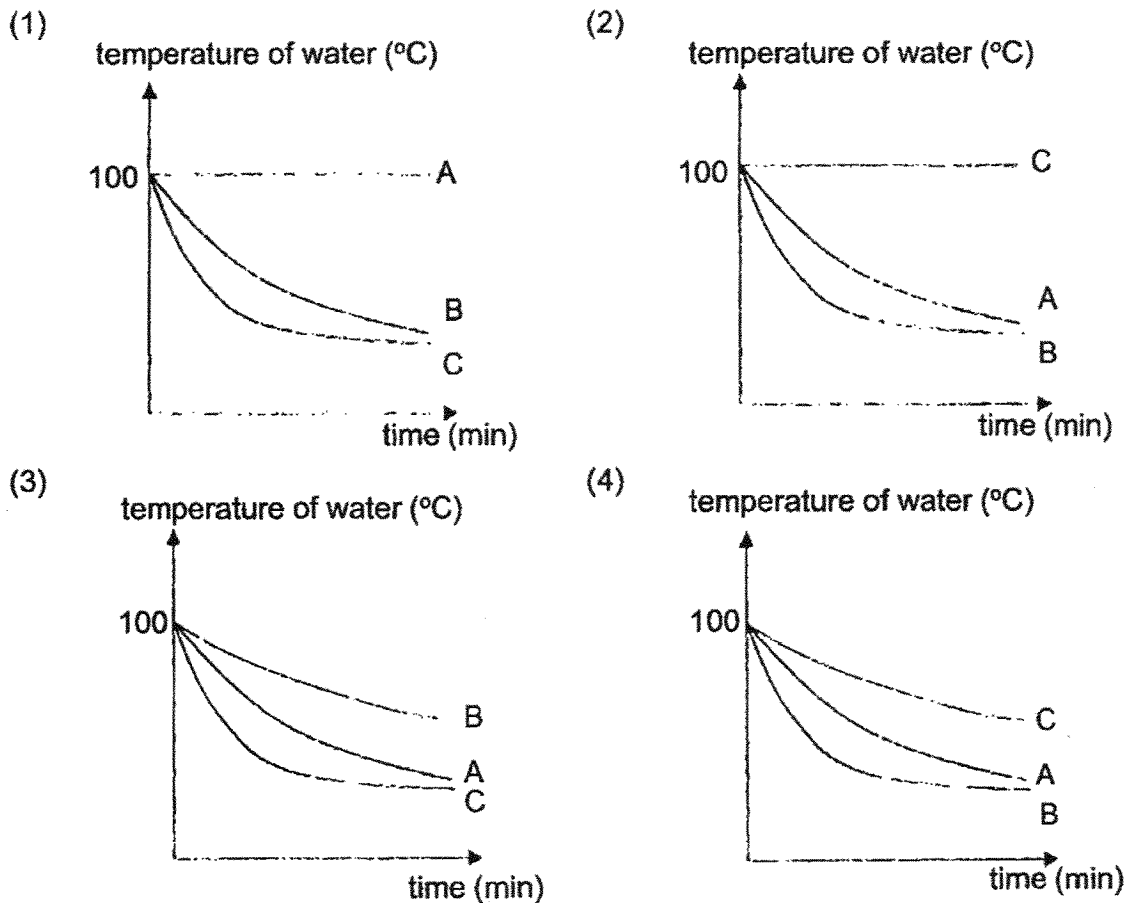 (1)
temperature of water (°C)
100
A
B
C
time (min)
(2)
temperature of water (°C)
100
C
A
B
time (min)
(3)
temperature of water (°C)
100
B
A
C
time (min)
(4)
temperature of water (°C)
100
C
A
B
time (min)